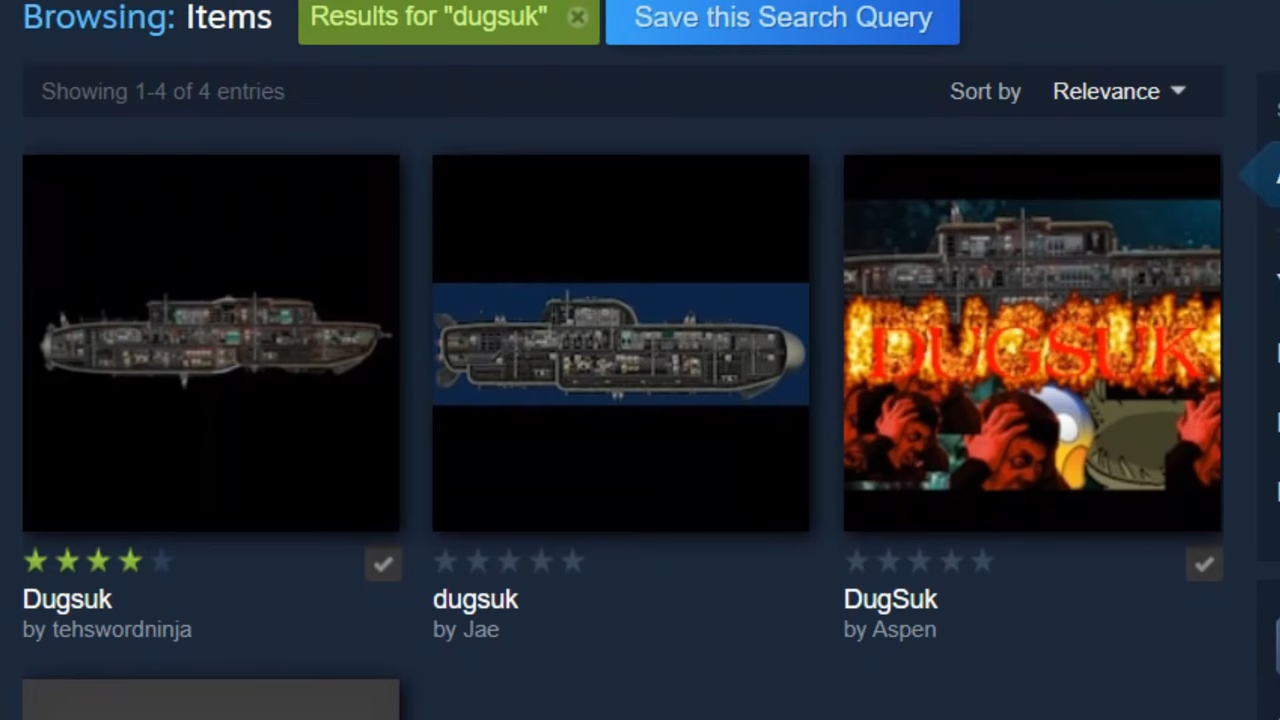 Browsing: Items
Results for "dugsuk"
Save this Search Query
Showing 1-4 of 4 entries
Sort by
Relevance
DUGSUK
Dugsuk
by tehswordninja
dugsuk
by Jae
DugSuk
by Aspen